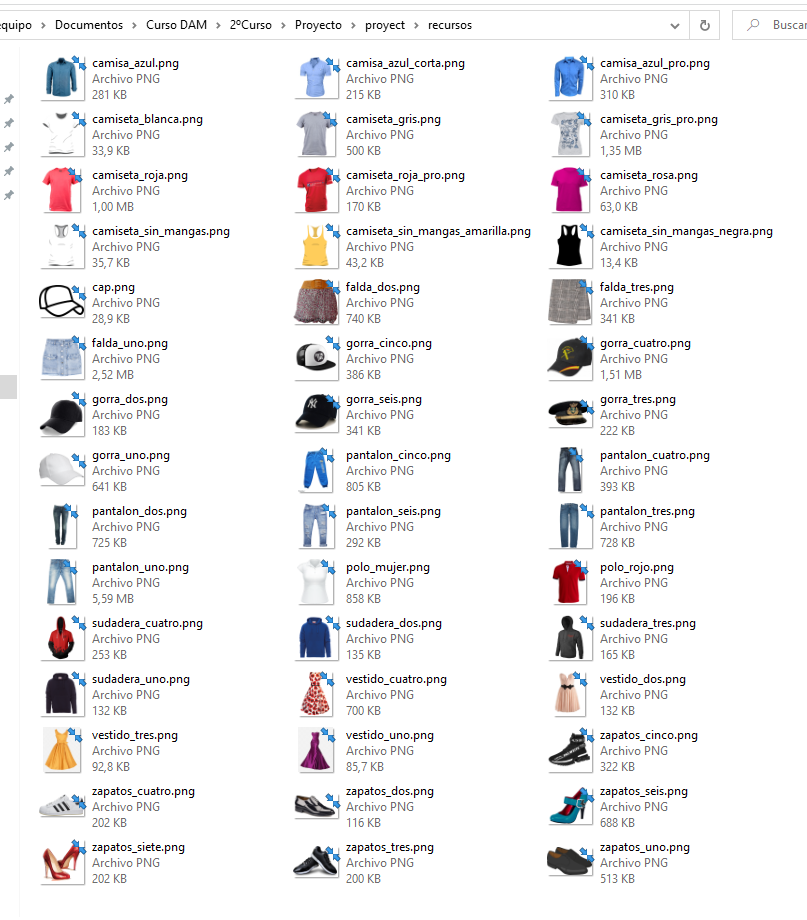 equipo > Documentos > Curso DAM > 2ºCurso > Proyecto > proyect > recursos
Buscar
camisa_azul.png
Archivo PNG
281 KB
camisa_azul_corta.png
Archivo PNG
215 KB
camisa_azul_pro.png
Archivo PNG
310 KB
camiseta_blanca.png
Archivo PNG
33,9 KB
camiseta_gris.png
Archivo PNG
500 KB
camiseta_gris_pro.png
Archivo PNG
1,35 MB
camiseta_roja.png
Archivo PNG
1,00 MB
camiseta_roja_pro.png
Archivo PNG
170 KB
camiseta_rosa.png
Archivo PNG
63,0 KB
camiseta_sin_mangas.png
Archivo PNG
35,7 KB
camiseta_sin_mangas_amarilla.png
Archivo PNG
43,2 KB
camiseta_sin_mangas_negra.png
Archivo PNG
13,4 KB
cap.png
Archivo PNG
28,9 KB
falda_dos.png
Archivo PNG
740 KB
falda_tres.png
Archivo PNG
341 KB
falda_uno.png
Archivo PNG
2,52 MB
gorra_cinco.png
Archivo PNG
386 KB
gorra_cuatro.png
Archivo PNG
1,51 MB
gorra_dos.png
Archivo PNG
183 KB
gorra_seis.png
Archivo PNG
341 KB
gorra_tres.png
Archivo PNG
222 KB
gorra_uno.png
Archivo PNG
641 KB
pantalon_cinco.png
Archivo PNG
805 KB
pantalon_cuatro.png
Archivo PNG
393 KB
pantalon_dos.png
Archivo PNG
725 KB
pantalon_seis.png
Archivo PNG
292 KB
pantalon_tres.png
Archivo PNG
728 KB
pantalon_uno.png
Archivo PNG
5,59 MB
polo_mujer.png
Archivo PNG
858 KB
polo_rojo.png
Archivo PNG
196 KB
sudadera_cuatro.png
Archivo PNG
253 KB
sudadera_dos.png
Archivo PNG
135 KB
sudadera_tres.png
Archivo PNG
165 KB
sudadera_uno.png
Archivo PNG
132 KB
vestido_cuatro.png
Archivo PNG
700 KB
vestido_dos.png
Archivo PNG
132 KB
vestido_tres.png
Archivo PNG
92,8 KB
vestido_uno.png
Archivo PNG
85,7 KB
zapatos_cinco.png
Archivo PNG
322 KB
zapatos_cuatro.png
Archivo PNG
202 KB
zapatos_dos.png
Archivo PNG
116 KB
zapatos_seis.png
Archivo PNG
688 KB
zapatos_siete.png
Archivo PNG
202 KB
zapatos_tres.png
Archivo PNG
200 KB
zapatos_uno.png
Archivo PNG
513 KB